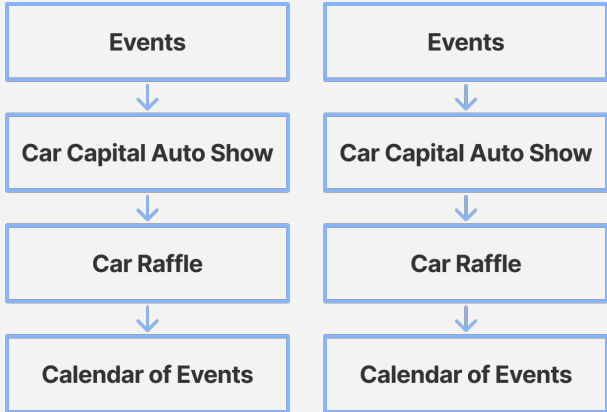 Events
Car Capital Auto Show
Car Raffle
Calendar of Events
Events
Car Capital Auto Show
Car Raffle
Calendar of Events